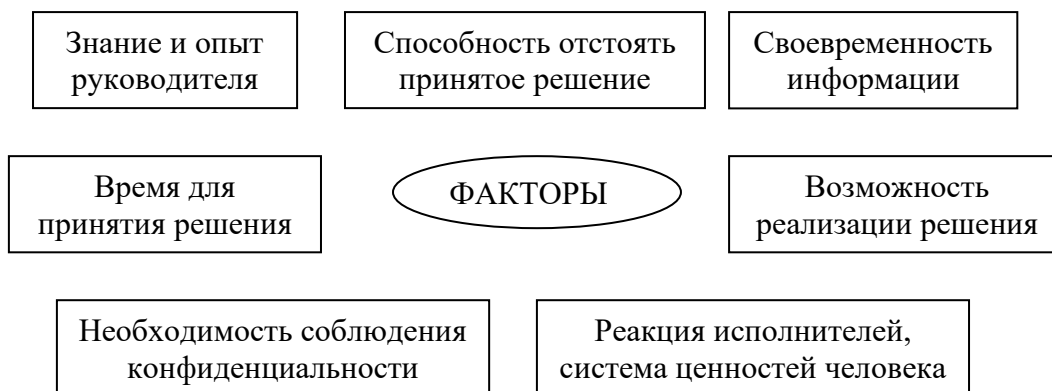 Знание и опыт
руководителя
Способность отстоять
принятое решение
Своевременность
информации
Время для
принятия решения
ФАКТОРЫ
Возможность
реализации решения
Необходимость соблюдения
конфиденциальности
Реакция исполнителей,
система ценностей человека